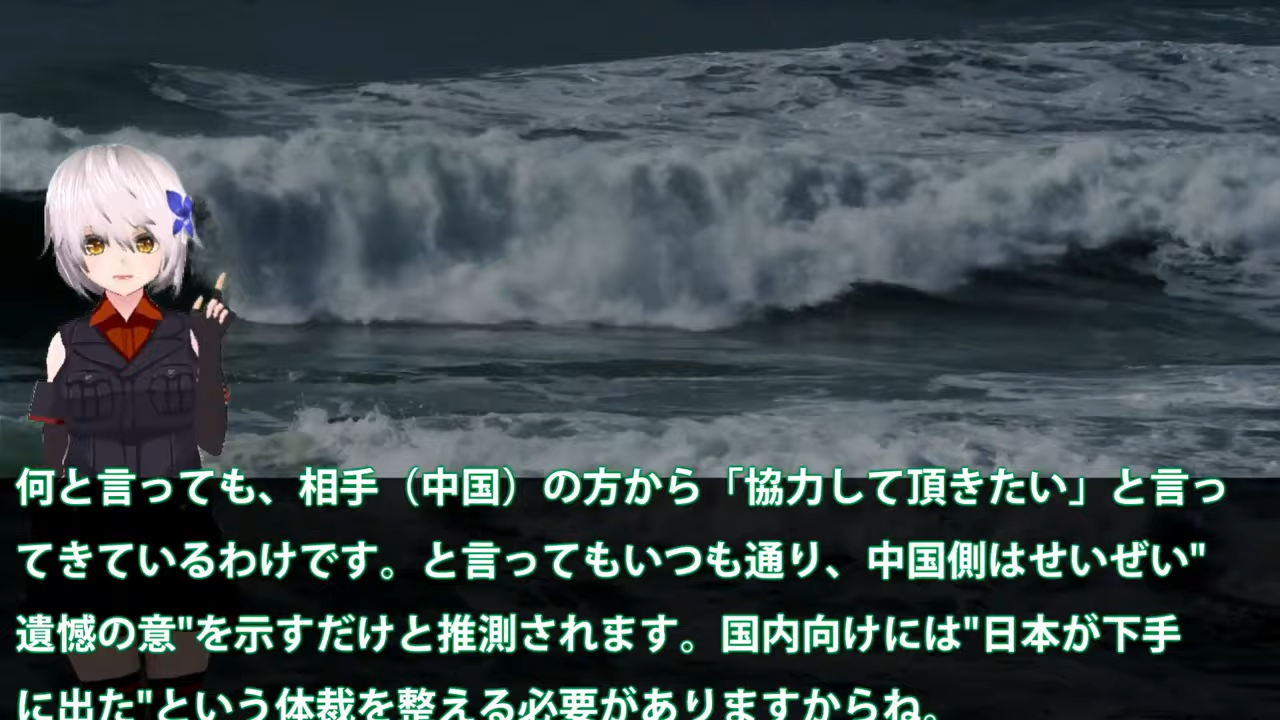 何と言っても、相手（中国）の方から「協力して頂きたい」と言っ
てきているわけです。と言ってもいつも通り、中国側はせいぜい"
遺憾の意"を示すだけと推測されます。国内向けには"日本が下手
に出た"という体裁を整える必要がありますからね。